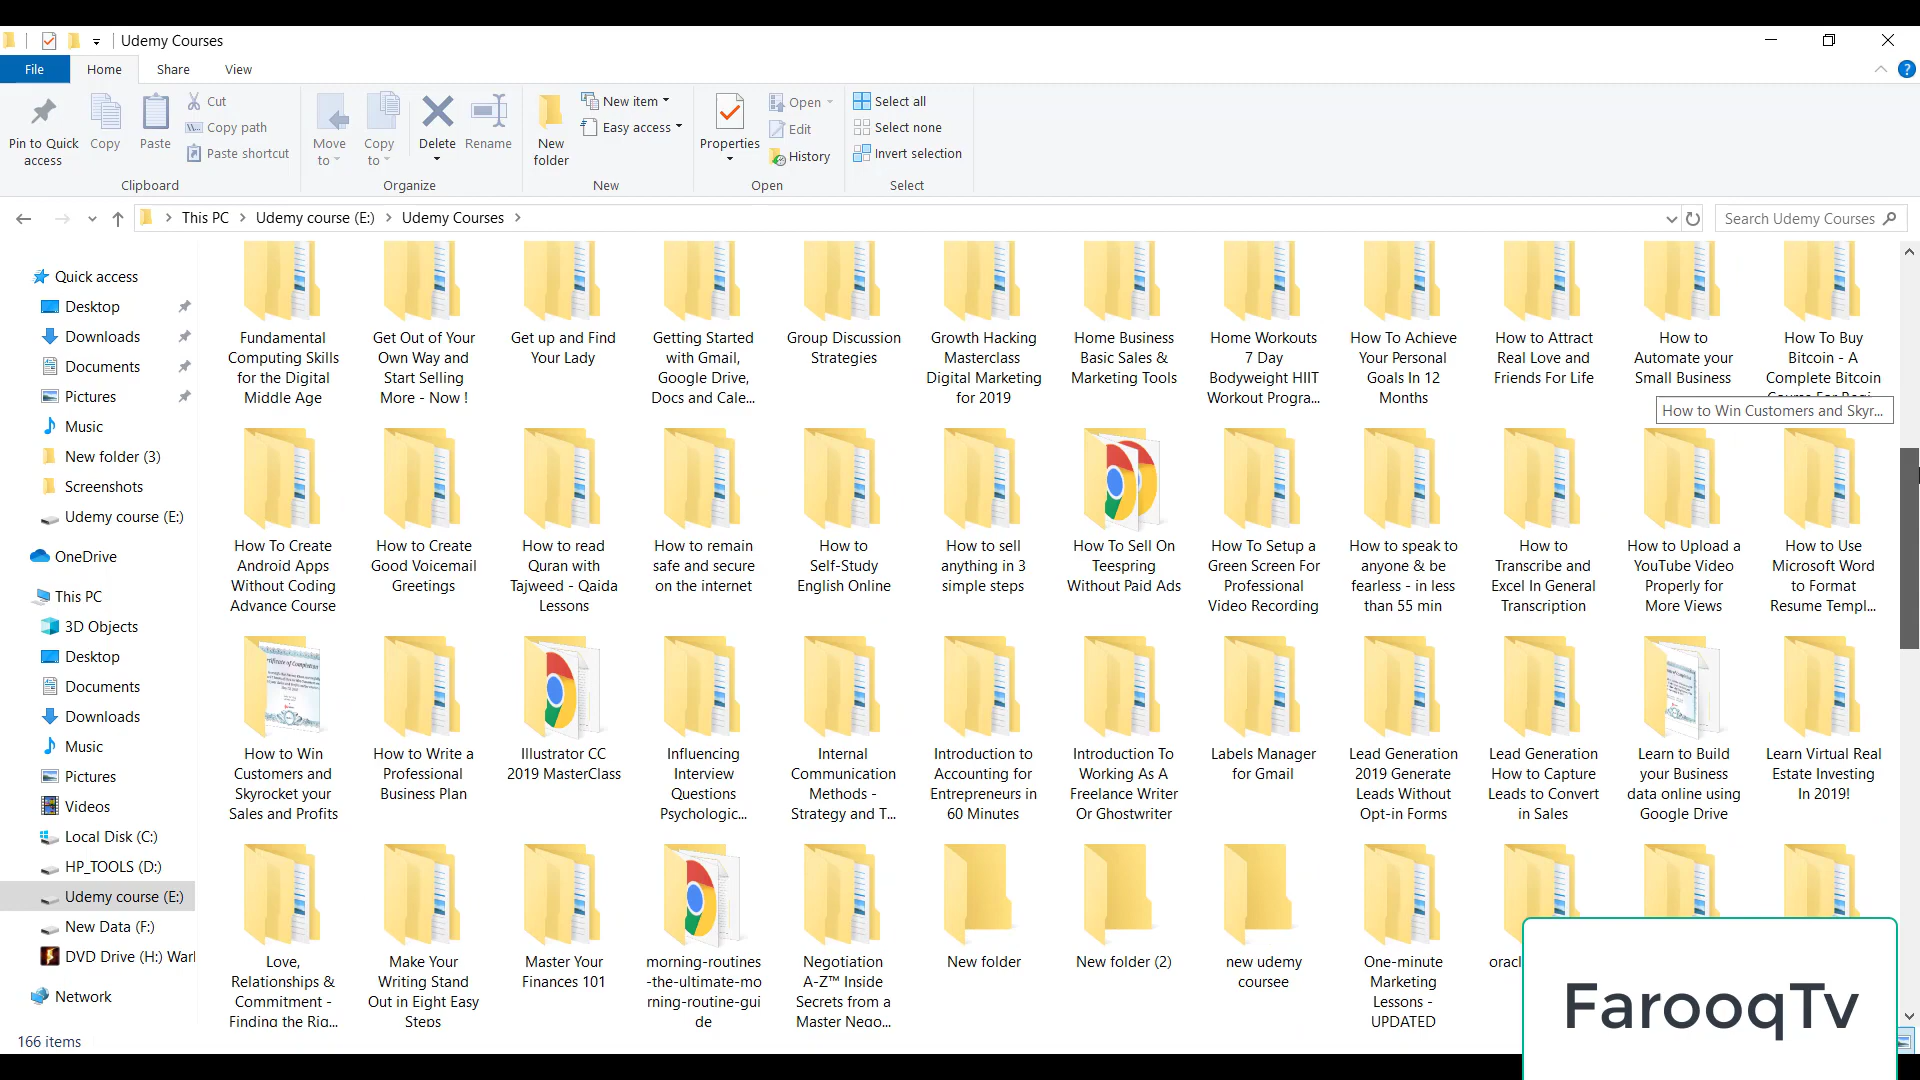 Udemy Courses
File
Home
Share
View
Pin to Quick
access
Copy
Paste
Cut
Copy path
Paste shortcut
Clipboard
Move
to
Copy
to
Delete
Rename
Organize
New
folder
New item
Easy access
New
Properties
Open
Edit
History
Open
Select all
Select none
Invert selection
Select
This PC
Udemy course (E:)
Udemy Courses
Search Udemy Courses
Quick access
Desktop
Downloads
Documents
Pictures
Music
New folder (3)
Screenshots
Udemy course (E:)
OneDrive
This PC
3D Objects
Desktop
Documents
Downloads
Music
Pictures
Videos
Local Disk (C:)
HP_TOOLS (D:)
Udemy course (E:)
New Data (F:)
DVD Drive (H:) Warl
Network
Fundamental
Computing Skills
for the Digital
Middle Age
Get Out of Your
Own Way and
Start Selling
More - Now !
Get up and Find
Your Lady
Getting Started
with Gmail,
Google Drive,
Docs and Cale...
Group Discussion
Strategies
Growth Hacking
Masterclass
Digital Marketing
for 2019
Home Business
Basic Sales &
Marketing Tools
Home Workouts
7 Day
Bodyweight HIIT
Workout Progra...
How To Achieve
Your Personal
Goals In 12
Months
How to Attract
Real Love and
Friends For Life
How to
Automate your
Small Business
How To Buy
Bitcoin - A
Complete Bitcoin
How to Win Customers and Skyr...
How To Create
Android Apps
Without Coding
Advance Course
How to Create
Good Voicemail
Greetings
How to read
Quran with
Tajweed - Qaida
Lessons
How to remain
safe and secure
on the internet
How to
Self-Study
English Online
How to sell
anything in 3
simple steps
How To Sell On
Teespring
Without Paid Ads
How To Setup a
Green Screen For
Professional
Video Recording
How to speak to
anyone & be
fearless - in less
than 55 min
How to
Transcribe and
Excel In General
Transcription
How to Upload a
YouTube Video
Properly for
More Views
How to Use
Microsoft Word
to Format
Resume Templ...
How to Win
Customers and
Skyrocket your
Sales and Profits
How to Write a
Professional
Business Plan
Illustrator CC
2019 MasterClass
Influencing
Interview
Questions
Psychologic...
Internal
Communication
Methods -
Strategy and T...
Introduction to
Accounting for
Entrepreneurs in
60 Minutes
Introduction To
Working As A
Freelance Writer
Or Ghostwriter
Labels Manager
for Gmail
Lead Generation
2019 Generate
Leads Without
Opt-in Forms
Lead Generation
How to Capture
Leads to Convert
in Sales
Learn to Build
your Business
data online using
Google Drive
Learn Virtual Real
Estate Investing
In 2019!
Love,
Relationships &
Commitment -
Finding the Rig...
Make Your
Writing Stand
Out in Eight Easy
Steps
Master Your
Finances 101
morning-routines
-the-ultimate-mo
rning-routine-gui
de
Negotiation
A-Z™ Inside
Secrets from a
Master Nego...
New folder
New folder (2)
new udemy
coursee
One-minute
Marketing
Lessons -
UPDATED
oracl
166 items
FarooqTv